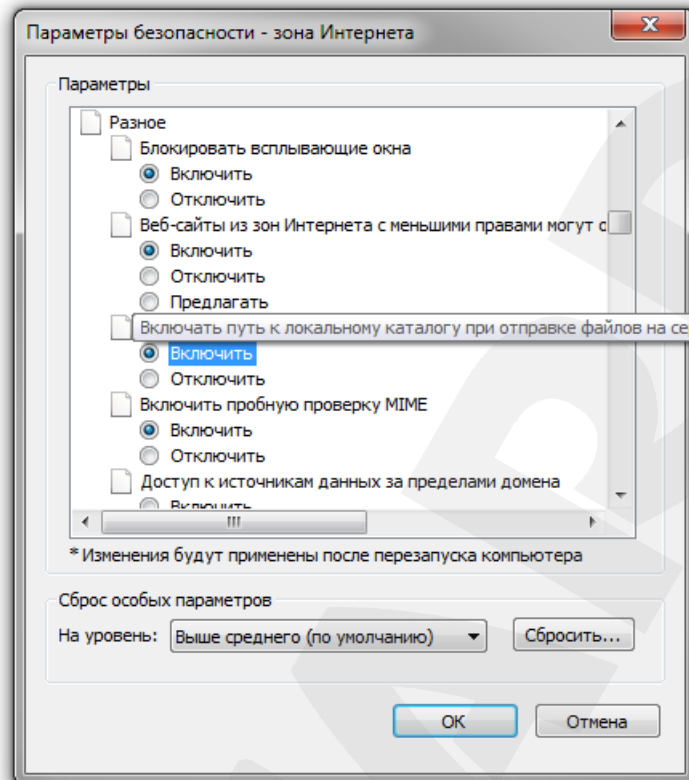 Параметры безопасности - зона Интернета
Параметры
Разное
Блокировать всплывающие окна
Включить
Отключить
Веб-сайты из зон Интернета с меньшими правами могут о
Включить
Отключить
Предлагать
Включать путь к локальному каталогу при отправке файлов на се
Включить
Отключить
Включить пробную проверку MIME
Включить
Отключить
Доступ к источникам данных за пределами домена
Включить
* Изменения будут применены после перезапуска компьютера
Сброс особых параметров
На уровень: Выше среднего (по умолчанию) Сбросить...
ОК Отмена